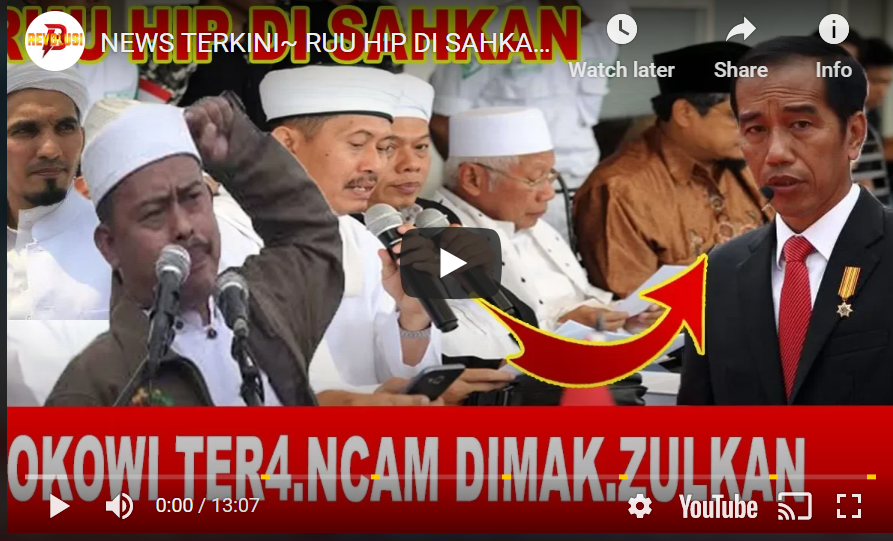 RUU HIP DI SAHKAN
REVOLUSI
NEWS TERKINI~ RUU HIP DI SAHKA...
Watch later
Share
Info
OKOWI TER4.NCAM DIMAK.ZULKAN
0:00 / 13:07
YouTube